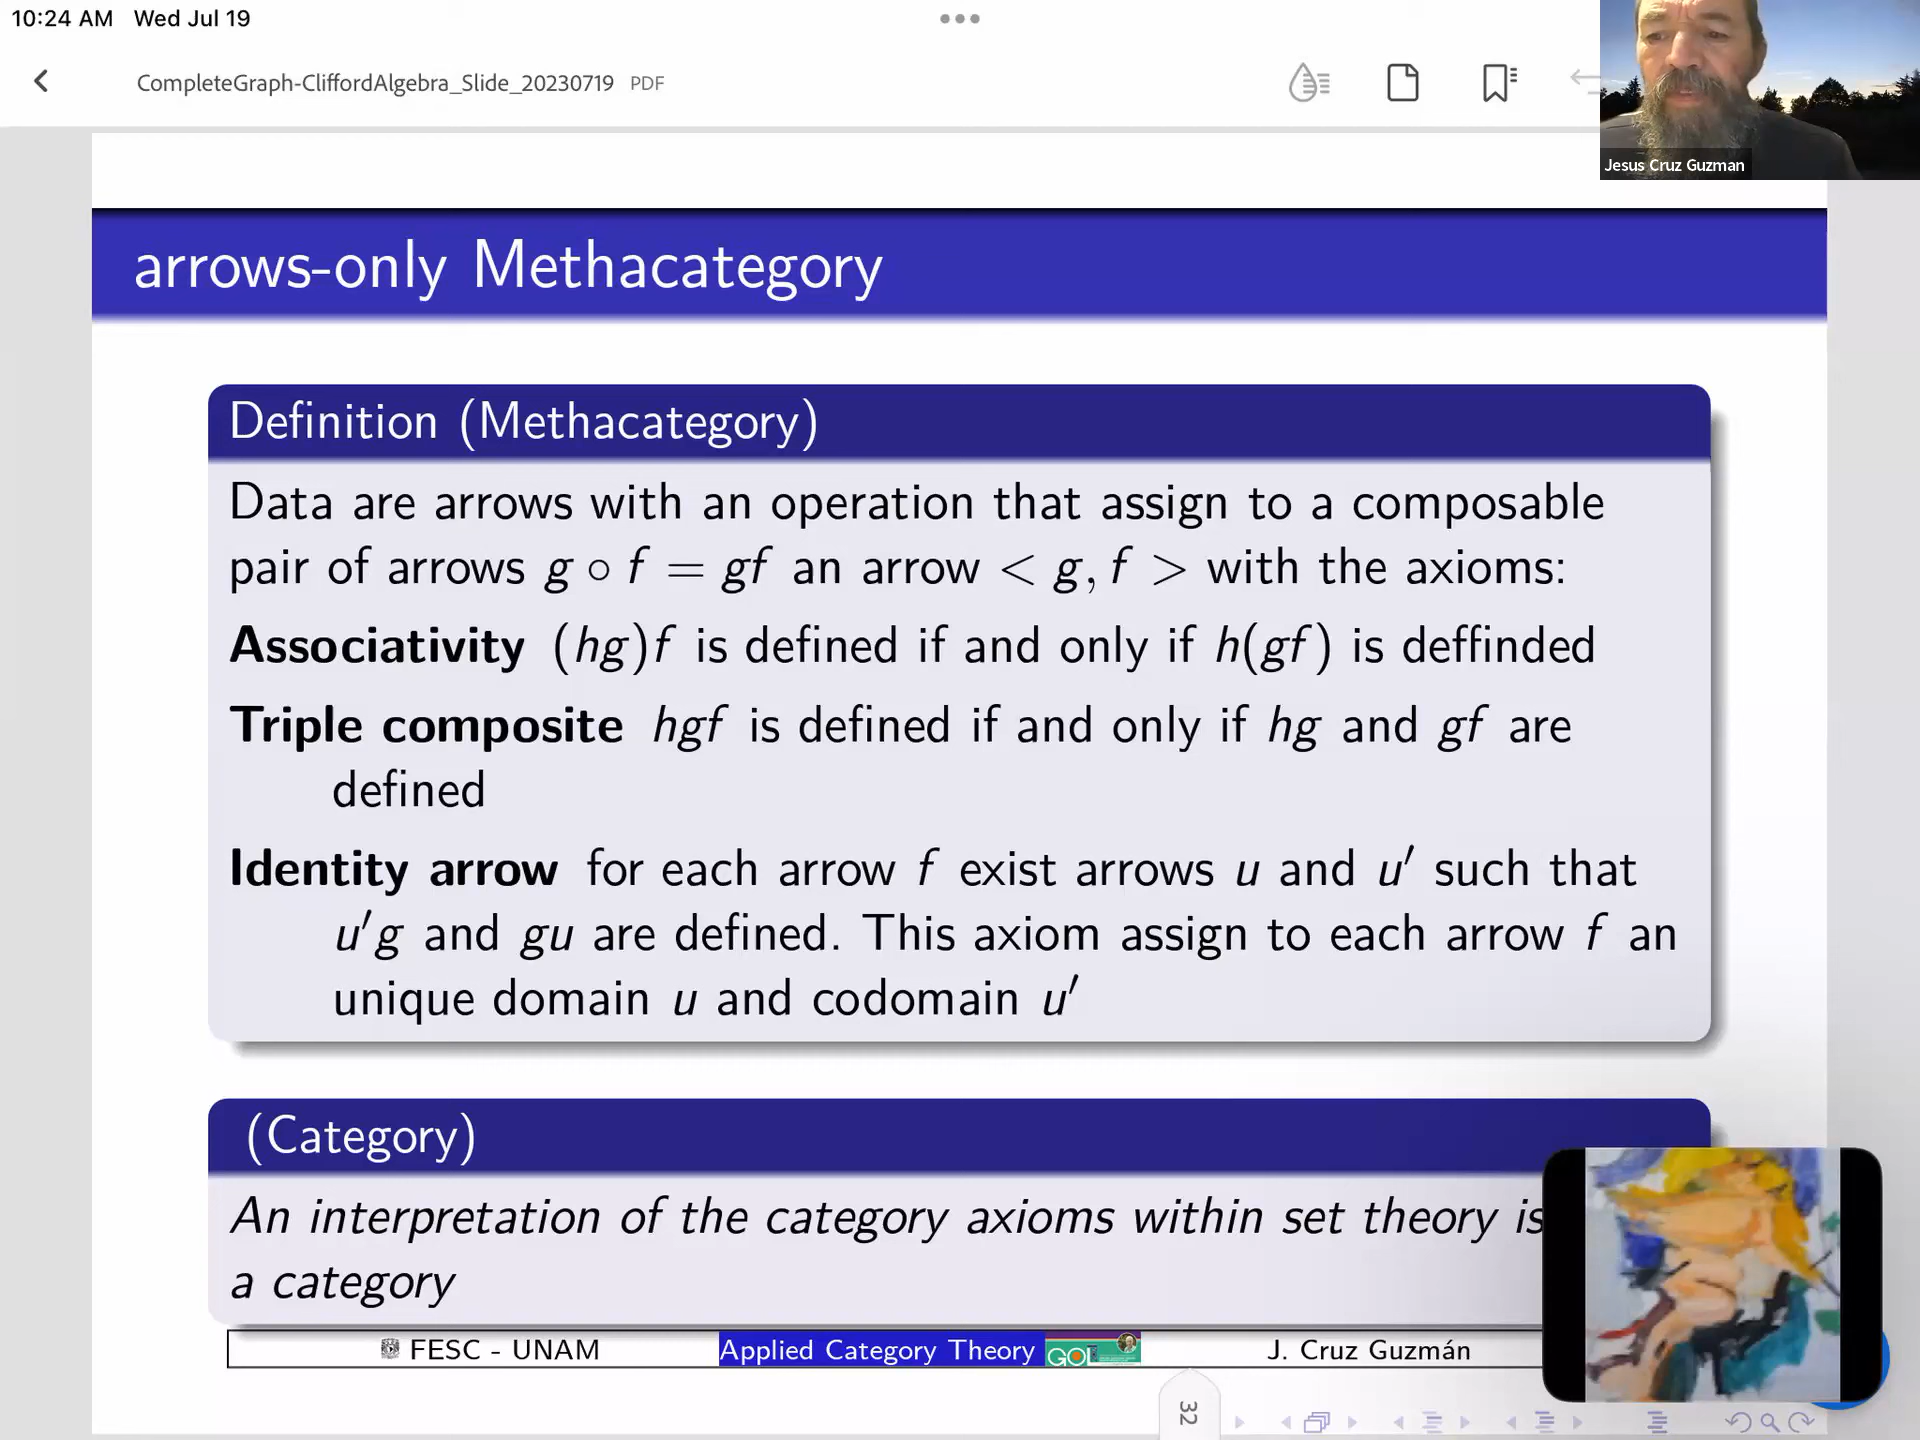 10:24 AM Wed Jul 19
CompleteGraph-CliffordAlgebra_Slide_20230719 PDF
Jesus Cruz Guzman
arrows-only Methacategory
Definition (Methacategory)
Data are arrows with an operation that assign to a composable
pair of arrows g ∘ f = gf an arrow < g, f > with the axioms:
Associativity (hg)f is defined if and only if h(gf) is deffinded
Triple composite hgf is defined if and only if hg and gf are
defined
Identity arrow for each arrow f exist arrows u and u′ such that
u′g and gu are defined. This axiom assign to each arrow f an
unique domain u and codomain u′
(Category)
An interpretation of the category axioms within set theory is
a category
FESC - UNAM Applied Category Theory GOL J. Cruz Guzmán
32